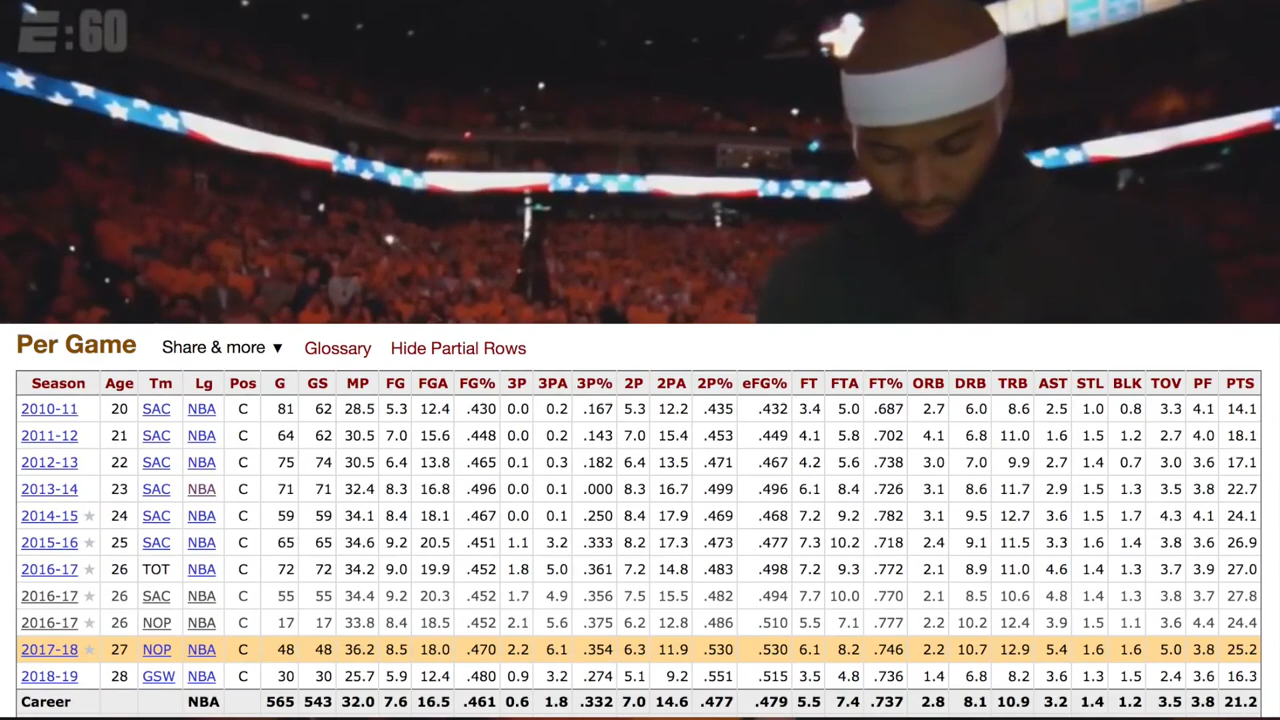 E:60
Per Game Share & more ▼ Glossary Hide Partial Rows
Season Age Tm Lg Pos G GS MP FG FGA FG% 3P 3PA 3P% 2P 2PA 2P% eFG% FT FTA FT% ORB DRB TRB AST STL BLK TOV PF PTS
2010-11 20 SAC NBA C 81 62 28.5 5.3 12.4 .430 0.0 0.2 .167 5.3 12.2 .435 .432 3.4 5.0 .687 2.7 6.0 8.6 2.5 1.0 0.8 3.3 4.1 14.1
2011-12 21 SAC NBA C 64 62 30.5 7.0 15.6 .448 0.0 0.2 .143 7.0 15.4 .453 .449 4.1 5.8 .702 4.1 6.8 11.0 1.6 1.5 1.2 2.7 4.0 18.1
2012-13 22 SAC NBA C 75 74 30.5 6.4 13.8 .465 0.1 0.3 .182 6.4 13.5 .471 .467 4.2 5.6 .738 3.0 7.0 9.9 2.7 1.4 0.7 3.0 3.6 17.1
2013-14 23 SAC NBA C 71 71 32.4 8.3 16.8 .496 0.0 0.1 .000 8.3 16.7 .499 .496 6.1 8.4 .726 3.1 8.6 11.7 2.9 1.5 1.3 3.5 3.8 22.7
2014-15 ★ 24 SAC NBA C 59 59 34.1 8.4 18.1 .467 0.0 0.1 .250 8.4 17.9 .469 .468 7.2 9.2 .782 3.1 9.5 12.7 3.6 1.5 1.7 4.3 4.1 24.1
2015-16 ★ 25 SAC NBA C 65 65 34.6 9.2 20.5 .451 1.1 3.2 .333 8.2 17.3 .473 .477 7.3 10.2 .718 2.4 9.1 11.5 3.3 1.6 1.4 3.8 3.6 26.9
2016-17 ★ 26 TOT NBA C 72 72 34.2 9.0 19.9 .452 1.8 5.0 .361 7.2 14.8 .483 .498 7.2 9.3 .772 2.1 8.9 11.0 4.6 1.4 1.3 3.7 3.9 27.0
2016-17 ★ 26 SAC NBA C 55 55 34.4 9.2 20.3 .452 1.7 4.9 .356 7.5 15.5 .482 .494 7.7 10.0 .770 2.1 8.5 10.6 4.8 1.4 1.3 3.8 3.7 27.8
2016-17 ★ 26 NOP NBA C 17 17 33.8 8.4 18.5 .452 2.1 5.6 .375 6.2 12.8 .486 .510 5.5 7.1 .777 2.2 10.2 12.4 3.9 1.5 1.1 3.6 4.4 24.4
2017-18 ★ 27 NOP NBA C 48 48 36.2 8.5 18.0 .470 2.2 6.1 .354 6.3 11.9 .530 .530 6.1 8.2 .746 2.2 10.7 12.9 5.4 1.6 1.6 5.0 3.8 25.2
2018-19 28 GSW NBA C 30 30 25.7 5.9 12.4 .480 0.9 3.2 .274 5.1 9.2 .551 .515 3.5 4.8 .736 1.4 6.8 8.2 3.6 1.3 1.5 2.4 3.6 16.3
Career NBA 565 543 32.0 7.6 16.5 .461 0.6 1.8 .332 7.0 14.6 .477 .479 5.5 7.4 .737 2.8 8.1 10.9 3.2 1.4 1.2 3.5 3.8 21.2